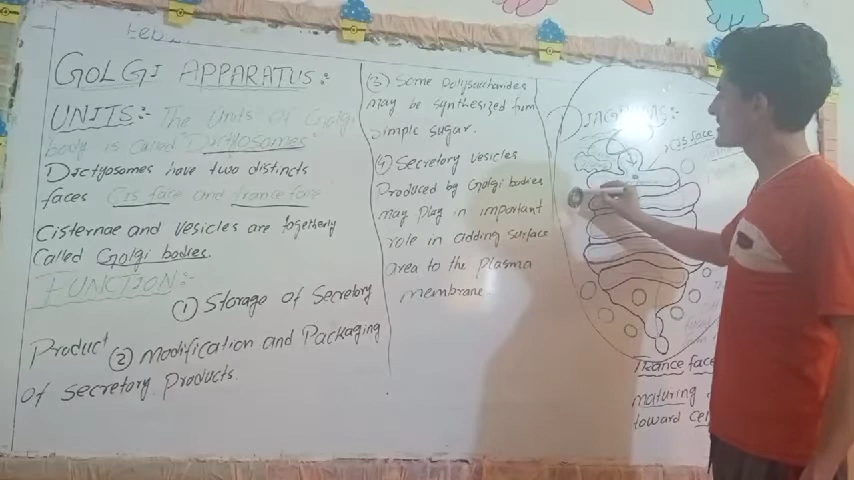 GOLGI APPARATUS:-
UNITS:- The Units of Golgi
body is called "Dictyosomes"
Dictyosomes have two distincts
faces Cis face and trance face
Cisternae and vesicles are togetherly
Called Golgi bodies.
FUNCTION:-
① Storage of Secretory
Product ② Modification and Packaging
of secretory products.
③ Some Polysaccharides
may be synthesized from
Simple sugar.
④ Secretory vesicles
Produced by Golgi bodies
may Play in important
role in adding surface
area to the Plasma
membrane.
DIAGRAMS:-
Cis face
Trance face
maturing
toward